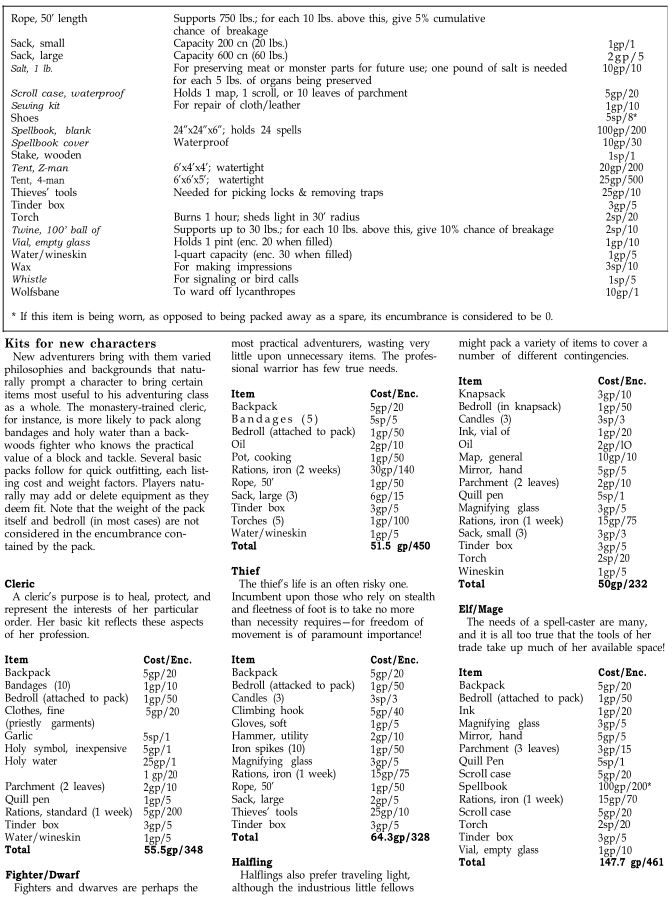 Rope, 50' length Supports 750 lbs.; for each 10 lbs. above this, give 5% cumulative
chance of breakage
Sack, small Capacity 200 cn (20 lbs.) 1gp/1
Sack, large Capacity 600 cn (60 lbs.) 2gp/5
Salt, 1 lb. For preserving meat or monster parts for future use; one pound of salt is needed 10gp/10
for each 5 lbs. of organs being preserved
Scroll case, waterproof Holds 1 map, 1 scroll, or 10 leaves of parchment 5gp/20
Sewing kit For repair of cloth/leather 1gp/10
Shoes 5sp/8*
Spellbook, blank 24"x24"x6"; holds 24 spells 100gp/200
Spellbook cover Waterproof 10gp/30
Stake, wooden 1sp/1
Tent, Z-man 6'x4'x4'; watertight 20gp/200
Tent, 4-man 6'x6'x5'; watertight 25gp/500
Thieves' tools Needed for picking locks & removing traps 25gp/10
Tinder box 3gp/5
Torch Burns 1 hour; sheds light in 30' radius 2sp/20
Twine, 100' ball of Supports up to 30 lbs.; for each 10 lbs. above this, give 10% chance of breakage 2sp/10
Vial, empty glass Holds 1 pint (enc. 20 when filled) 1gp/10
Water/wineskin l-quart capacity (enc. 30 when filled) 1gp/5
Wax For making impressions 3sp/10
Whistle For signaling or bird calls 1sp/5
Wolfsbane To ward off lycanthropes 10gp/1
* If this item is being worn, as opposed to being packed away as a spare, its encumbrance is considered to be 0.
Kits for new characters
New adventurers bring with them varied
philosophies and backgrounds that natu-
rally prompt a character to bring certain
items most useful to his adventuring class
as a whole. The monastery-trained cleric,
for instance, is more likely to pack along
bandages and holy water than a back-
woods fighter who knows the practical
value of a block and tackle. Several basic
packs follow for quick outfitting, each list-
ing cost and weight factors. Players natu-
rally may add or delete equipment as they
deem fit. Note that the weight of the pack
itself and bedroll (in most cases) are not
considered in the encumbrance con-
tained by the pack.
Cleric
A cleric's purpose is to heal, protect, and
represent the interests of her particular
order. Her basic kit reflects these aspects
of her profession.
Item Cost/Enc.
Backpack 5gp/20
Bandages (10) 1gp/10
Bedroll (attached to pack) 1gp/50
Clothes, fine 5gp/20
(priestly garments)
Garlic 5sp/1
Holy symbol, inexpensive 5gp/1
Holy water 25gp/1
1 gp/20
Parchment (2 leaves) 2gp/10
Quill pen 1gp/5
Rations, standard (1 week) 5gp/200
Tinder box 3gp/5
Water/wineskin 1gp/5
Total 55.5gp/348
Fighter/Dwarf
Fighters and dwarves are perhaps the
most practical adventurers, wasting very
little upon unnecessary items. The profes-
sional warrior has few true needs.
Item Cost/Enc.
Backpack 5gp/20
Bandages (5) 5sp/5
Bedroll (attached to pack) 1gp/50
Oil 2gp/10
Pot, cooking 1gp/50
Rations, iron (2 weeks) 30gp/140
Rope, 50' 1gp/50
Sack, large (3) 6gp/15
Tinder box 3gp/5
Torches (5) 1gp/100
Water/wineskin 1gp/5
Total 51.5 gp/450
Thief
The thief's life is an often risky one.
Incumbent upon those who rely on stealth
and fleetness of foot is to take no more
than necessity requires—for freedom of
movement is of paramount importance!
Item Cost/Enc.
Backpack 5gp/20
Bedroll (attacked to pack) 1gp/50
Candles (3) 3sp/3
Climbing hook 5gp/40
Gloves, soft 1gp/5
Hammer, utility 2gp/10
Iron spikes (10) 1gp/50
Magnifying glass 3gp/5
Rations, iron (1 week) 15gp/75
Rope, 50' 1gp/50
Sack, large 2gp/5
Thieves' tools 25gp/10
Tinder box 3gp/5
Total 64.3gp/328
Halfling
Halflings also prefer traveling light,
although the industrious little fellows
might pack a variety of items to cover a
number of different contingencies.
Item Cost/Enc.
Knapsack 3gp/10
Bedroll (in knapsack) 1gp/50
Candles (3) 3sp/3
Ink, vial of 1gp/20
Oil 2gp/lO
Map, general 10gp/10
Mirror, hand 5gp/5
Parchment (2 leaves) 2gp/10
Quill pen 5sp/1
Magnifying glass 3gp/5
Rations, iron (1 week) 15gp/75
Sack, small (3) 3gp/3
Tinder box 3gp/5
Torch 2sp/20
Wineskin 1gp/5
Total 50gp/232
Elf/Mage
The needs of a spell-caster are many,
and it is all too true that the tools of her
trade take up much of her available space!
Item Cost/Enc.
Backpack 5gp/20
Bedroll (attached to pack) 1gp/50
Ink 1gp/20
Magnifying glass 3gp/5
Mirror, hand 5gp/5
Parchment (3 leaves) 3gp/15
Quill Pen 5sp/1
Scroll case 5gp/20
Spellbook 100gp/200*
Rations, iron (1 week) 15gp/70
Scroll case 5gp/20
Torch 2sp/20
Tinder box 3gp/5
Vial, empty glass 1gp/10
Total 147.7 gp/461